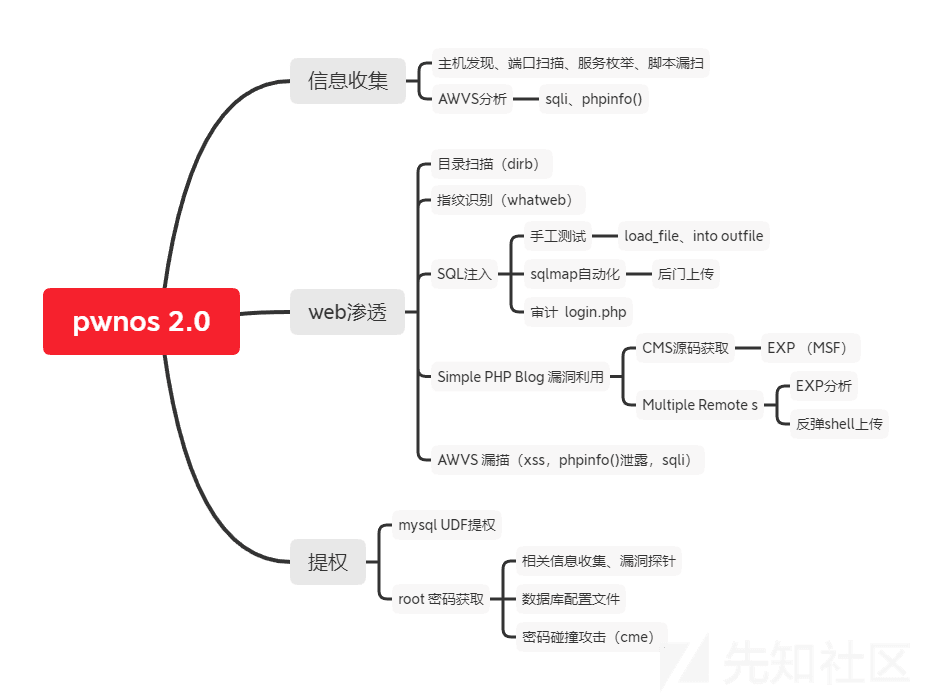 pwnos 2.0
信息收集
主机发现、端口扫描、服务枚举、脚本漏扫
AWVS分析
sqli、phpinfo()
web渗透
目录扫描（dirb）
指纹识别（whatweb）
SQL注入
手工测试
load_file、into outfile
sqlmap自动化
后门上传
审计 login.php
Simple PHP Blog 漏洞利用
CMS源码获取
EXP （MSF）
Multiple Remote s
EXP分析
反弹shell上传
AWVS 漏描（xss，phpinfo()泄露，sqli）
提权
mysql UDF提权
root 密码获取
相关信息收集、漏洞探针
数据库配置文件
密码碰撞攻击（cme）
先知社区